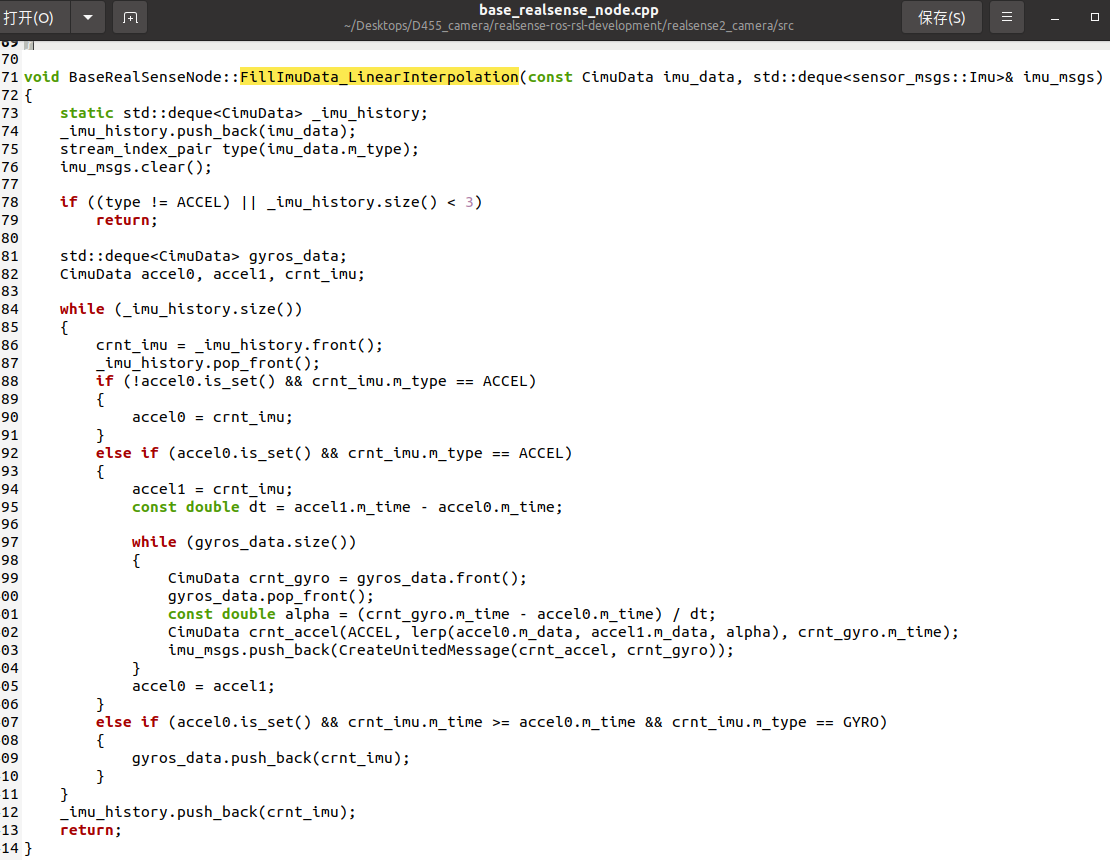 打开(O)
base_realsense_node.cpp
~/Desktops/D455_camera/realsense-ros-rsl-development/realsense2_camera/src
保存(S)
69 }
70
71 void BaseRealSenseNode::FillImuData_LinearInterpolation(const CimuData imu_data, std::deque<sensor_msgs::Imu>& imu_msgs)
72 {
73     static std::deque<CimuData> _imu_history;
74     _imu_history.push_back(imu_data);
75     stream_index_pair type(imu_data.m_type);
76     imu_msgs.clear();
77
78     if ((type != ACCEL) || _imu_history.size() < 3)
79         return;
80
81     std::deque<CimuData> gyros_data;
82     CimuData accel0, accel1, crnt_imu;
83
84     while (_imu_history.size())
85     {
86         crnt_imu = _imu_history.front();
87         _imu_history.pop_front();
88         if (!accel0.is_set() && crnt_imu.m_type == ACCEL)
89         {
90             accel0 = crnt_imu;
91         }
92         else if (accel0.is_set() && crnt_imu.m_type == ACCEL)
93         {
94             accel1 = crnt_imu;
95             const double dt = accel1.m_time - accel0.m_time;
96
97             while (gyros_data.size())
98             {
99                 CimuData crnt_gyro = gyros_data.front();
00                 gyros_data.pop_front();
01                 const double alpha = (crnt_gyro.m_time - accel0.m_time) / dt;
02                 CimuData crnt_accel(ACCEL, lerp(accel0.m_data, accel1.m_data, alpha), crnt_gyro.m_time);
03                 imu_msgs.push_back(CreateUnitedMessage(crnt_accel, crnt_gyro));
04             }
05             accel0 = accel1;
06         }
07         else if (accel0.is_set() && crnt_imu.m_time >= accel0.m_time && crnt_imu.m_type == GYRO)
08         {
09             gyros_data.push_back(crnt_imu);
10         }
11     }
12     _imu_history.push_back(crnt_imu);
13     return;
14 }